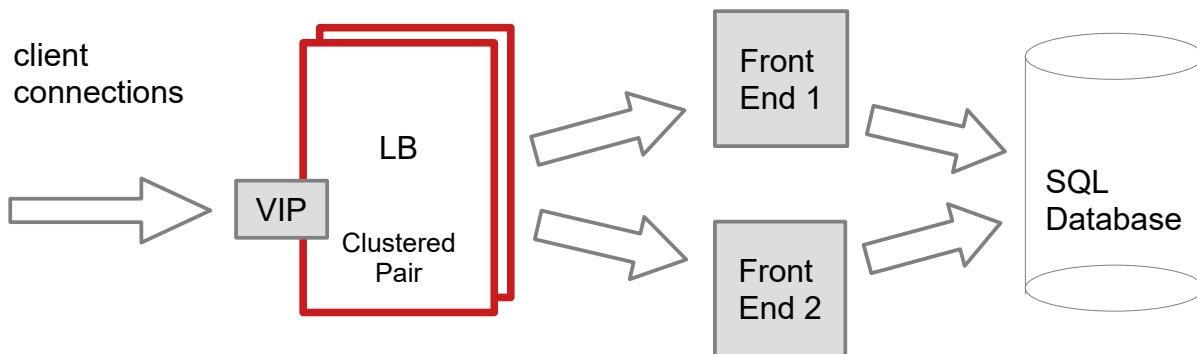 client
connections
VIP
LB
Clustered
Pair
Front
End 1
Front
End 2
SQL
Database